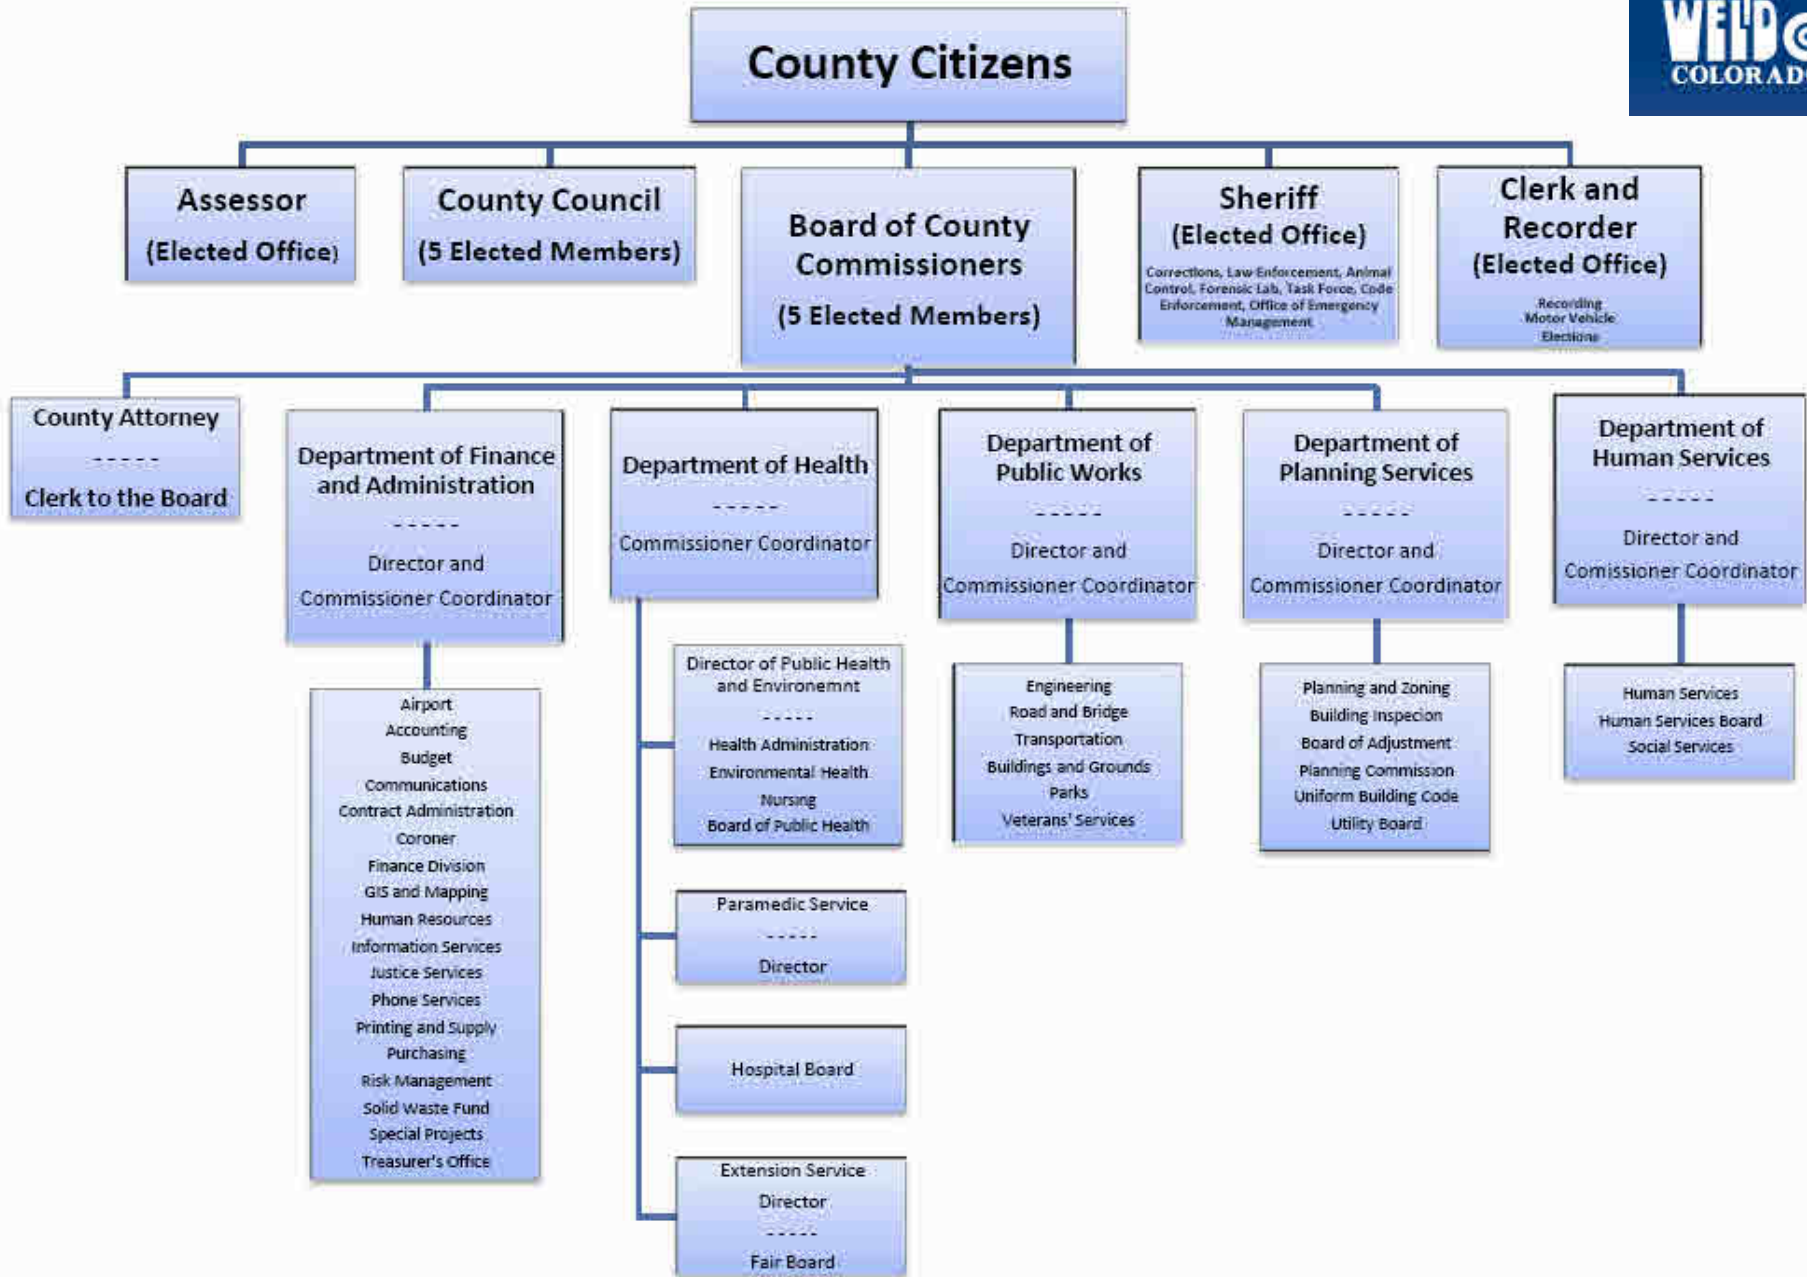 WELD CO
COLORAD
County Citizens
Assessor
(Elected Office)
County Council
(5 Elected Members)
Board of County
Commissioners
(5 Elected Members)
Sheriff
(Elected Office)
Corrections, Law Enforcement, Animal
Control, Forensic Lab, Task Force, Code
Enforcement, Office of Emergency
Management
Clerk and
Recorder
(Elected Office)
Recording
Motor Vehicle
Elections
County Attorney
- - - - -
Clerk to the Board
Department of Finance
and Administration
- - - - -
Director and
Commissioner Coordinator
Airport
Accounting
Budget
Communications
Contract Administration
Coroner
Finance Division
GIS and Mapping
Human Resources
Information Services
Justice Services
Phone Services
Printing and Supply
Purchasing
Risk Management
Solid Waste Fund
Special Projects
Treasurer's Office
Department of Health
- - - - -
Commissioner Coordinator
Director of Public Health
and Environemnt
- - - - -
Health Administration
Environmental Health
Nursing
Board of Public Health
Paramedic Service
- - - - -
Director
Hospital Board
Extension Service
Director
- - - - -
Fair Board
Department of
Public Works
- - - - -
Director and
Commissioner Coordinator
Engineering
Road and Bridge
Transportation
Buildings and Grounds
Parks
Veterans' Services
Department of
Planning Services
- - - - -
Director and
Commissioner Coordinator
Planning and Zoning
Building Inspecion
Board of Adjustment
Planning Commission
Uniform Building Code
Utility Board
Department of
Human Services
- - - - -
Director and
Comissioner Coordinator
Human Services
Human Services Board
Social Services